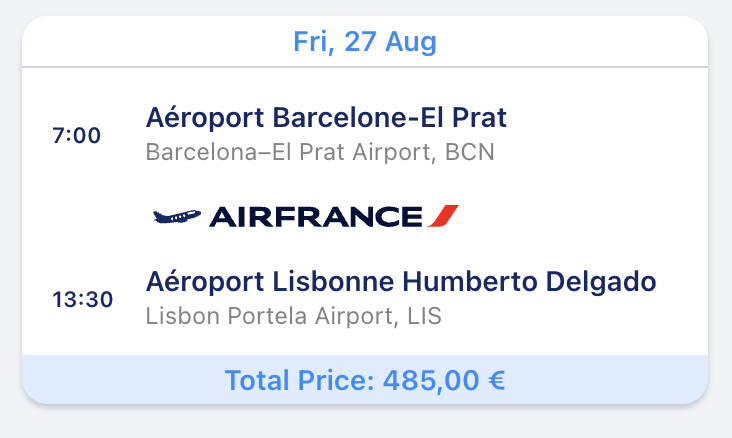 Fri, 27 Aug
7:00
Aéroport Barcelone-El Prat
Barcelona–El Prat Airport, BCN
AIRFRANCE
13:30
Aéroport Lisbonne Humberto Delgado
Lisbon Portela Airport, LIS
Total Price: 485,00 €